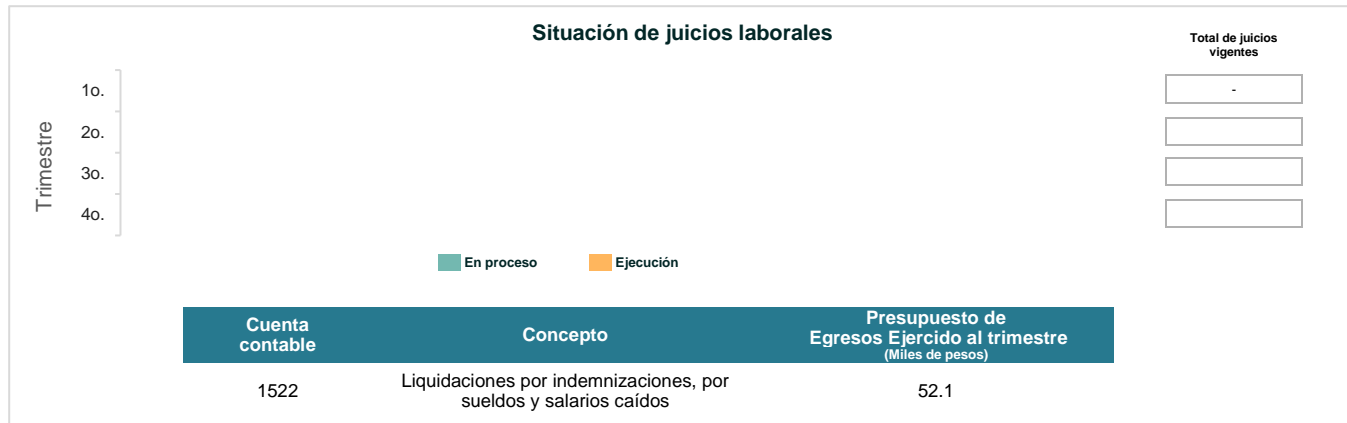 Situación de juicios laborales
Total de juicios
vigentes
Trimestre
1o.
-
2o.
3o.
4o.
En proceso
Ejecución
Cuenta
contable
Concepto
Presupuesto de
Egresos Ejercido al trimestre
(Miles de pesos)
1522
Liquidaciones por indemnizaciones, por
sueldos y salarios caídos
52.1